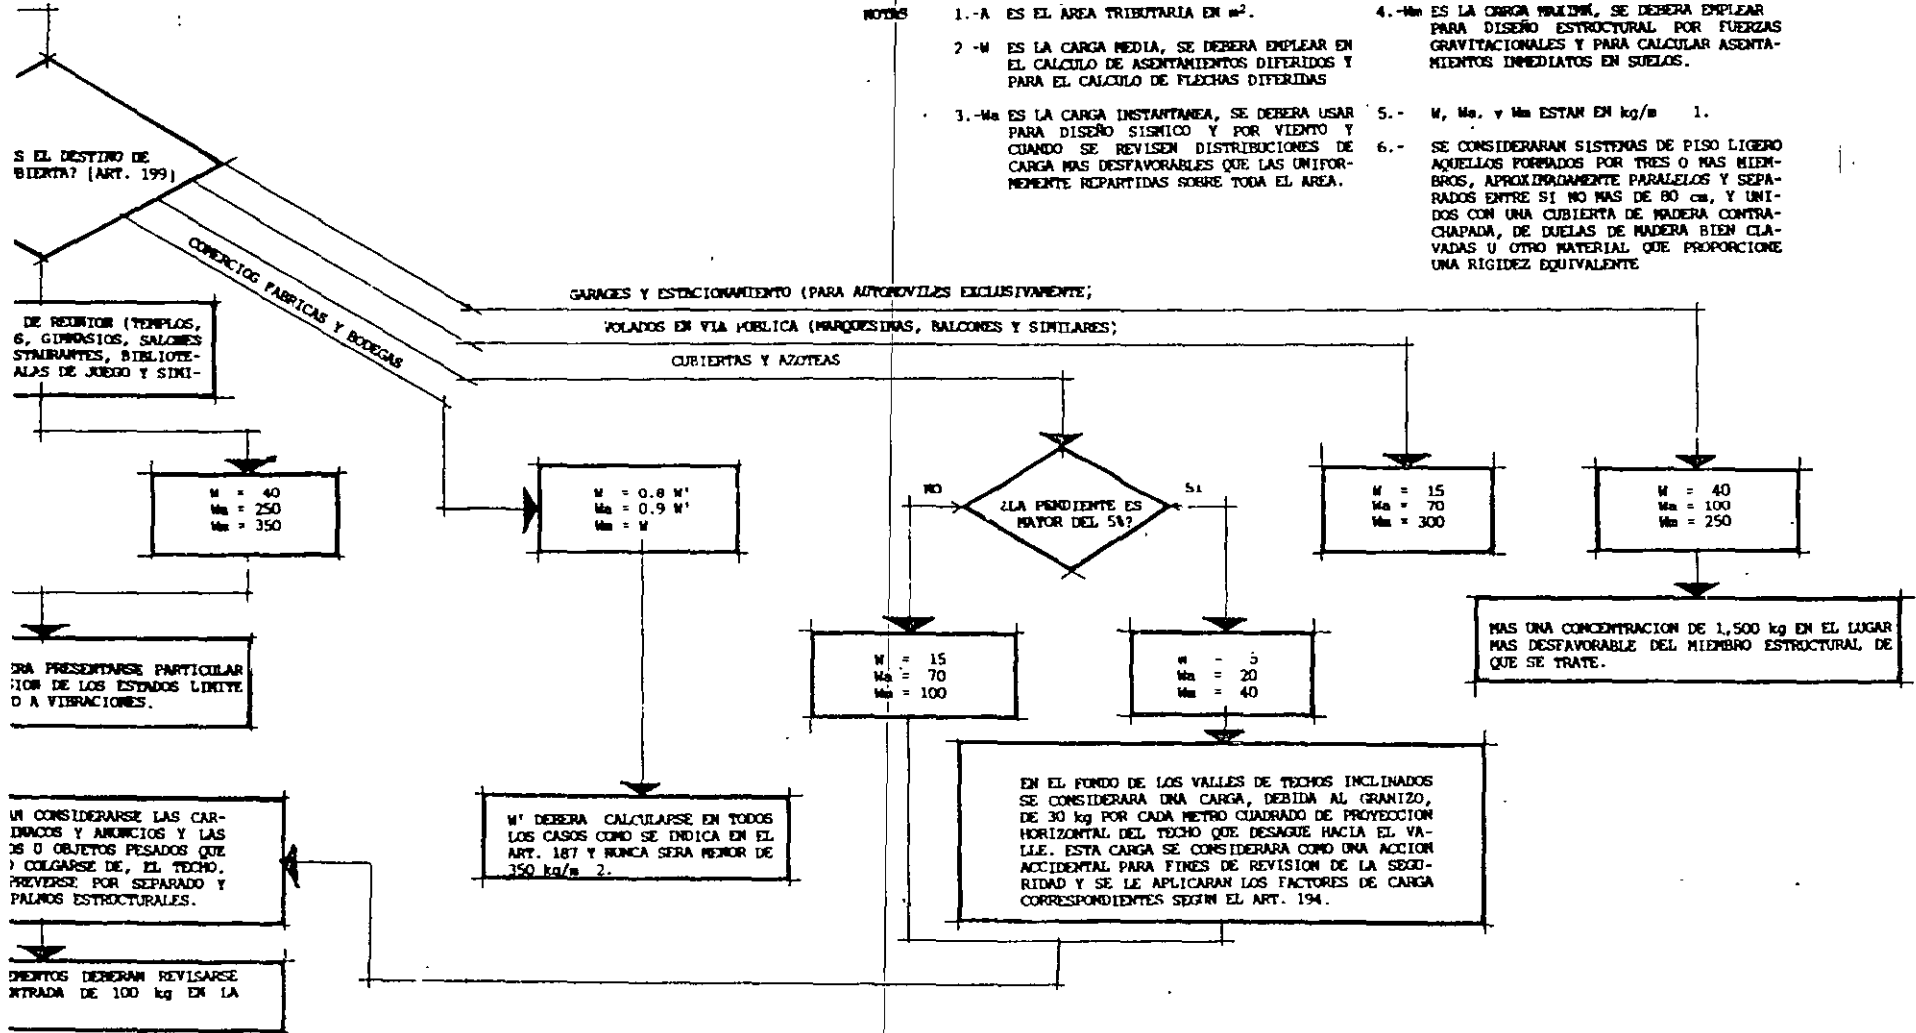 NOTAS
1.-A ES EL AREA TRIBUTARIA EN m².
2 -W ES LA CARGA MEDIA, SE DEBERA EMPLEAR EN
EL CALCULO DE ASENTAMIENTOS DIFERIDOS Y
PARA EL CALCULO DE FLECHAS DIFERIDAS
3.-Wa ES LA CARGA INSTANTANEA, SE DEBERA USAR
PARA DISEÑO SISMICO Y POR VIENTO Y
CUANDO SE REVISEN DISTRIBUCIONES DE
CARGA MAS DESFAVORABLES QUE LAS UNIFOR-
MEMENTE REPARTIDAS SOBRE TODA EL AREA.
4.-Wm ES LA CARGA MAXIMA, SE DEBERA EMPLEAR
PARA DISEÑO ESTRUCTURAL POR FUERZAS
GRAVITACIONALES Y PARA CALCULAR ASENTA-
MIENTOS INMEDIATOS EN SUELOS.
5.- W, Wa. y Wm ESTAN EN kg/m 1.
6.- SE CONSIDERARAN SISTEMAS DE PISO LIGERO
AQUELLOS FORMADOS POR TRES O MAS MIEM-
BROS, APROXIMADAMENTE PARALELOS Y SEPA-
RADOS ENTRE SI NO MAS DE 80 cm, Y UNI-
DOS CON UNA CUBIERTA DE MADERA CONTRA-
CHAPADA, DE DUELAS DE MADERA BIEN CLA-
VADAS U OTRO MATERIAL QUE PROPORCIONE
UNA RIGIDEZ EQUIVALENTE
S EL DESTINO DE
BIERTA? [ART. 199]
COMERCIOS FABRICAS Y BODEGAS
GARAGES Y ESTACIONAMIENTO (PARA AUTOMOVILES EXCLUSIVAMENTE;
VOLADOS EN VIA PUBLICA (MARQUESINAS, BALCONES Y SIMILARES;
CUBIERTAS Y AZOTEAS
DE REUNION (TEMPLOS,
S, GIMNASIOS, SALONES
STAURANTES, BIBLIOTE-
ALAS DE JUEGO Y SIMI-
W = 40
Wa = 250
Wm = 350
W = 0.8 W'
Wa = 0.9 W'
Wm = W
NO
¿LA PENDIENTE ES
MAYOR DEL 5%?
SI
W = 15
Wa = 70
Wm = 300
W = 40
Wa = 100
Wm = 250
W = 15
Wa = 70
Wm = 100
W - 5
Wa = 20
Wm = 40
MAS UNA CONCENTRACION DE 1,500 kg EN EL LUGAR
MAS DESFAVORABLE DEL MIEMBRO ESTRUCTURAL DE
QUE SE TRATE.
ERA PRESENTARSE PARTICULAR
SION DE LOS ESTADOS LIMITE
O A VIBRACIONES.
EN EL FONDO DE LOS VALLES DE TECHOS INCLINADOS
SE CONSIDERARA UNA CARGA, DEBIDA AL GRANIZO,
DE 30 kg POR CADA METRO CUADRADO DE PROYECCION
HORIZONTAL DEL TECHO QUE DESAGUE HACIA EL VA-
LLE. ESTA CARGA SE CONSIDERARA COMO UNA ACCION
ACCIDENTAL PARA FINES DE REVISION DE LA SEGU-
RIDAD Y SE LE APLICARAN LOS FACTORES DE CARGA
CORRESPONDIENTES SEGUN EL ART. 194.
W' DEBERA CALCULARSE EN TODOS
LOS CASOS COMO SE INDICA EN EL
ART. 187 Y NUNCA SERA MENOR DE
350 kg/m 2.
AN CONSIDERARSE LAS CAR-
INACOS Y ANUNCIOS Y LAS
OS U OBJETOS PESADOS QUE
O COLGARSE DE, EL TECHO.
PREVERSE POR SEPARADO Y
PALNOS ESTRUCTURALES.
EMENTOS DEBERAN REVISARSE
NTRADA DE 100 kg EN LA